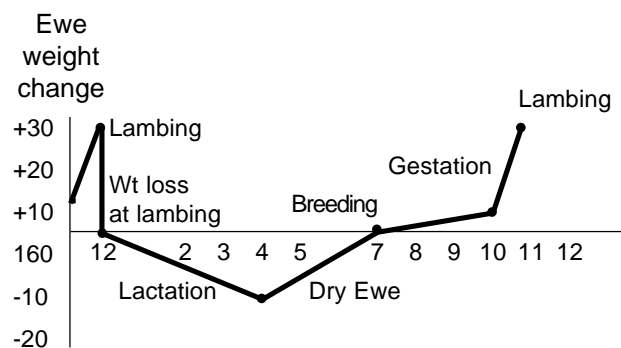 Ewe
weight
change
Lambing
+30
Lambing
+20
Gestation
Wt loss
at lambing
+10
Breeding
160
12 2 3 4 5 7 8 9 10 11 12
-10
Lactation
Dry Ewe
-20